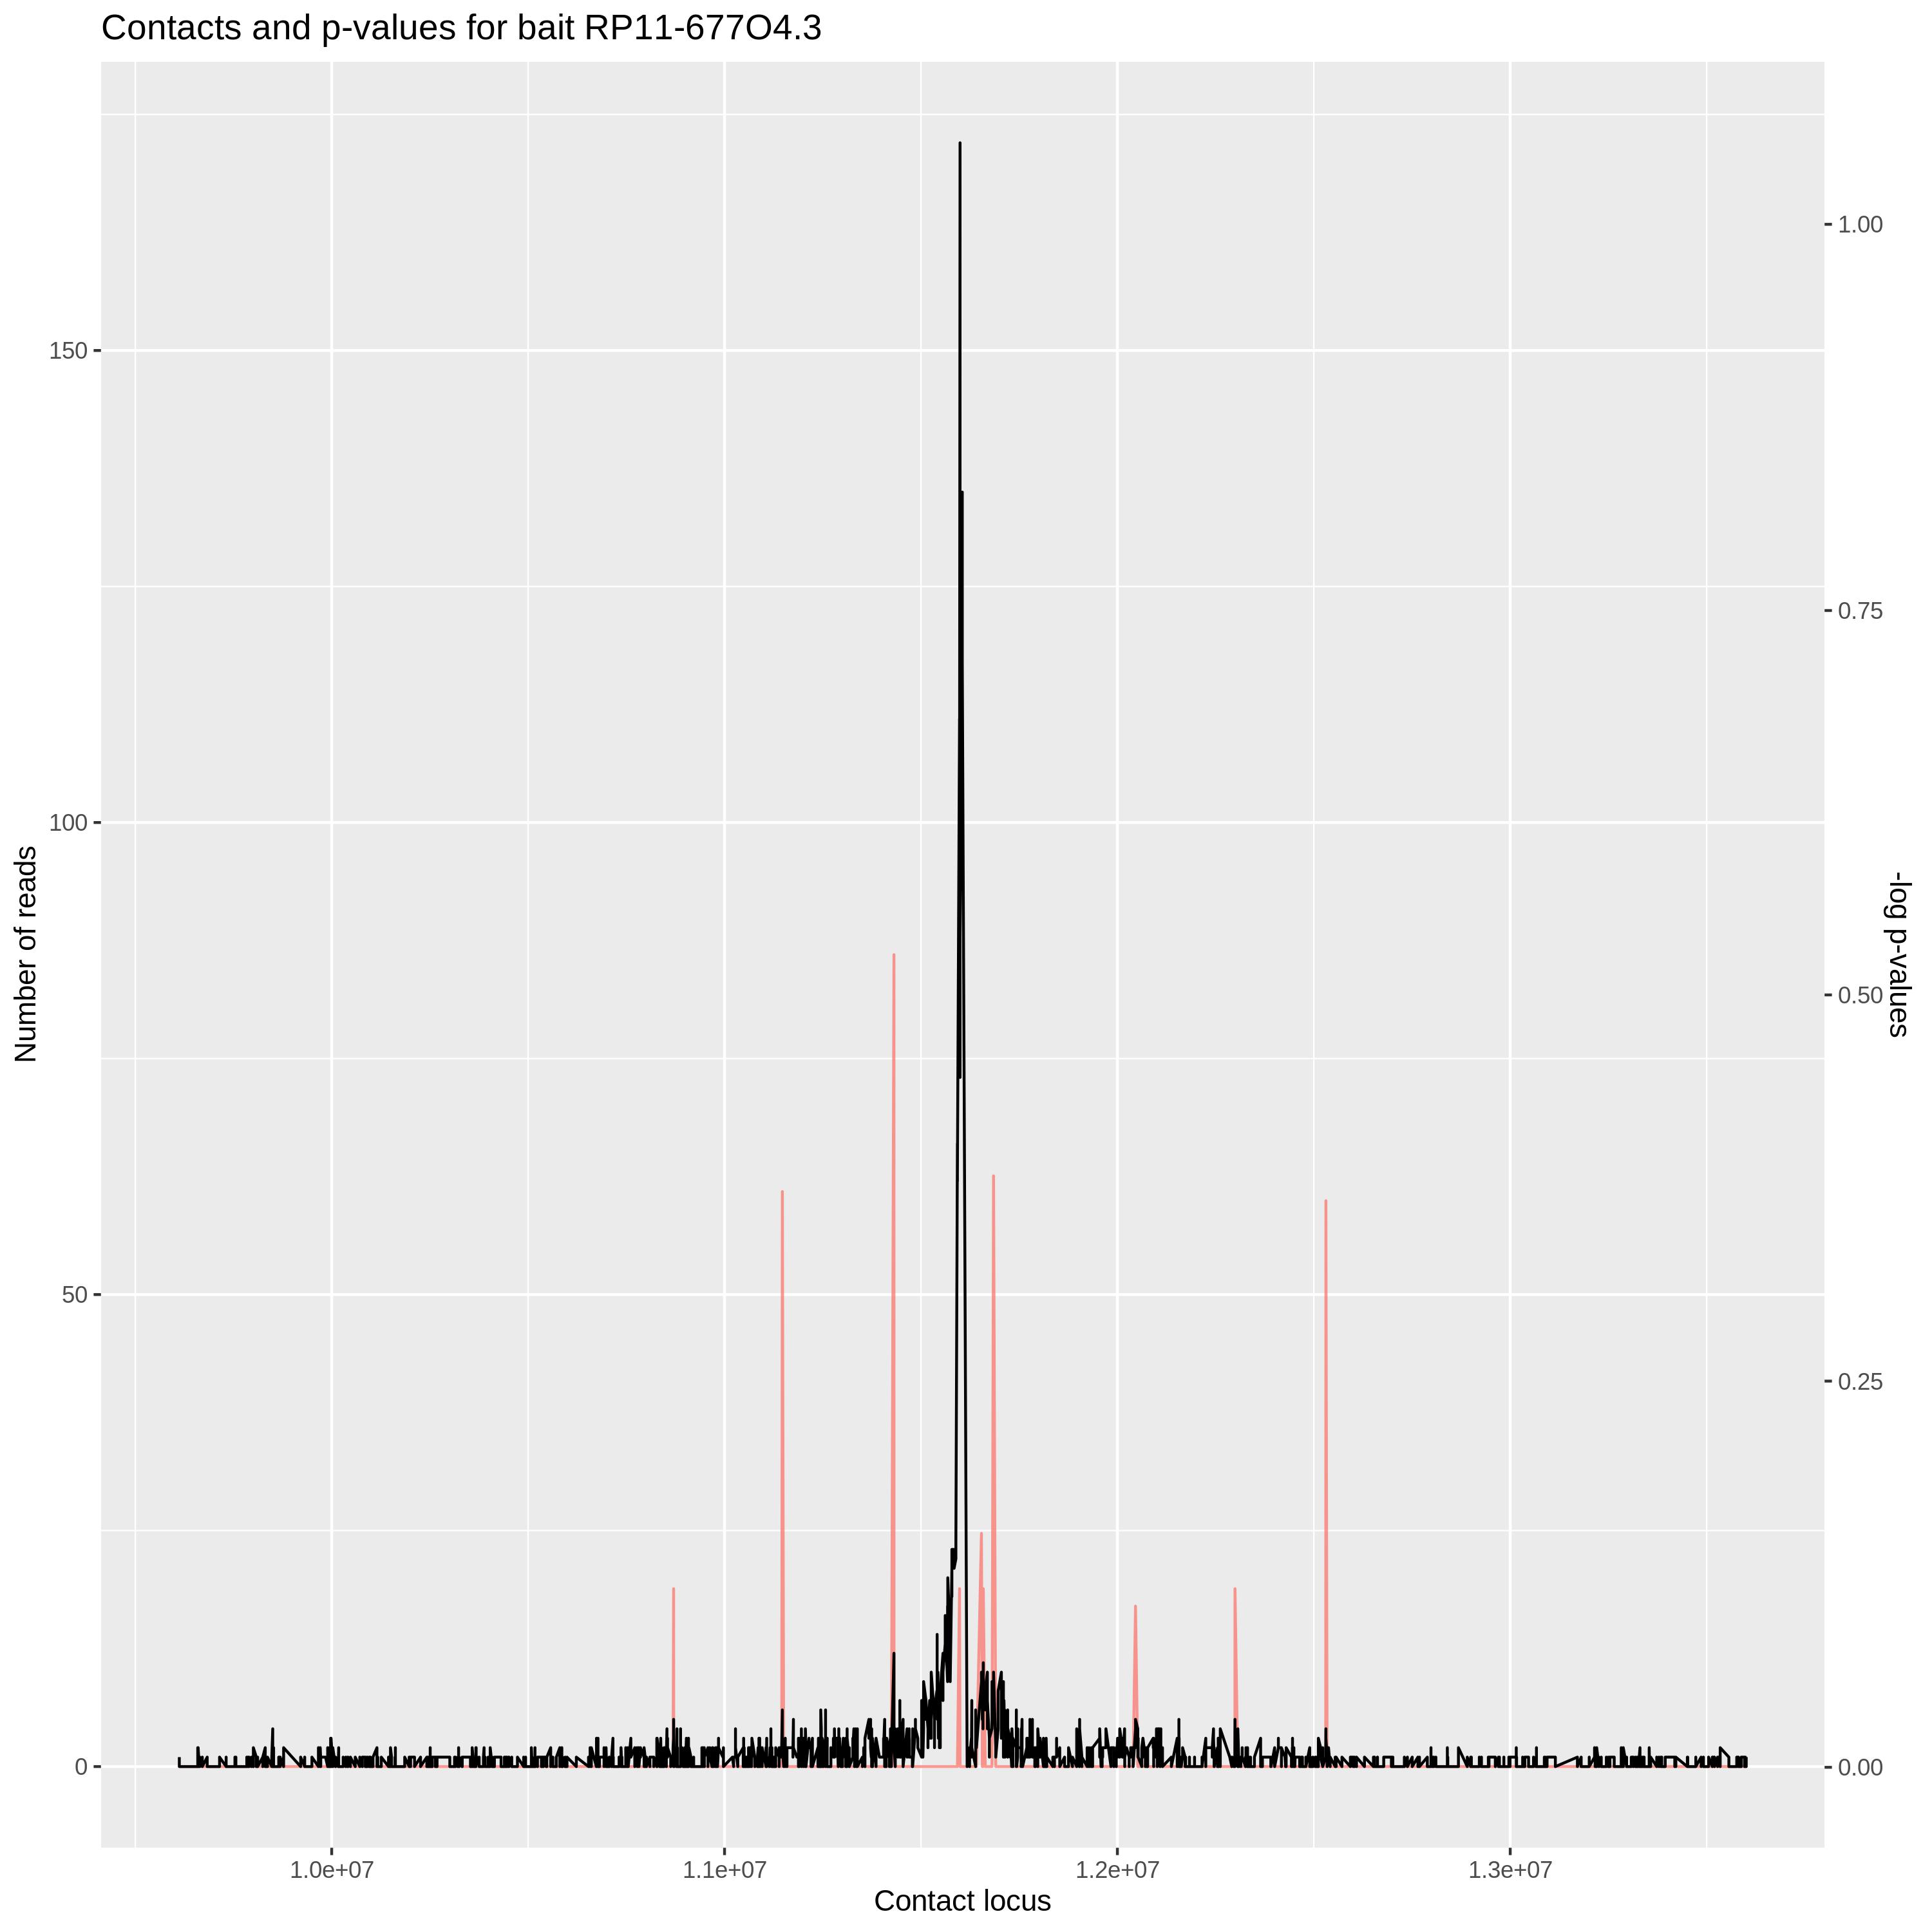 Contacts and p-values for bait RP11-677O4.3
Number of reads
150
100
50
0
1.00
0.75
0.50
0.25
0.00
-log p-values
1.0e+07
1.1e+07
1.2e+07
1.3e+07
Contact locus